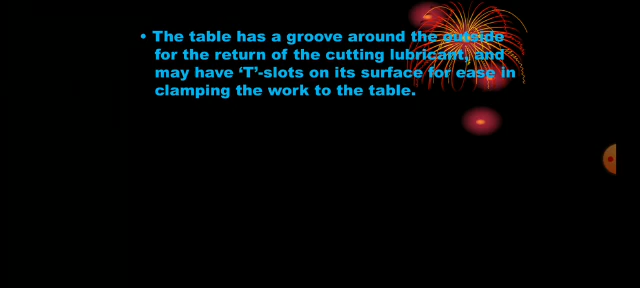 • The table has a groove around the outside
for the return of the cutting lubricant, and
may have ‘T’-slots on its surface for ease in
clamping the work to the table.